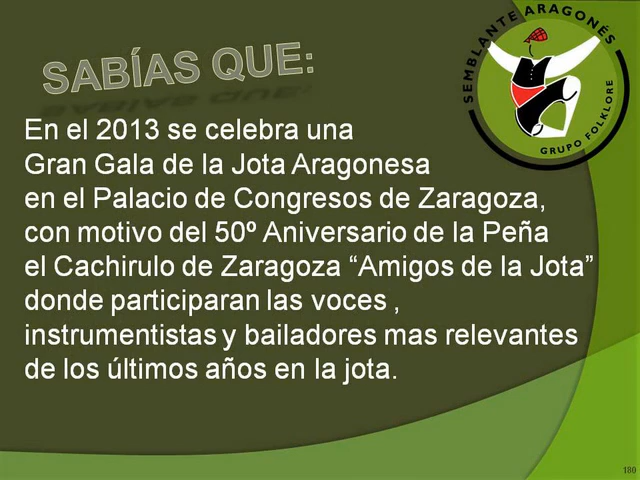 SEMBLANTE ARAGONÉS
GRUPO FOLKLORE
SABÍAS QUE:
En el 2013 se celebra una
Gran Gala de la Jota Aragonesa
en el Palacio de Congresos de Zaragoza,
con motivo del 50º Aniversario de la Peña
el Cachirulo de Zaragoza “Amigos de la Jota”
donde participaran las voces ,
instrumentistas y bailadores mas relevantes
de los últimos años en la jota.
180